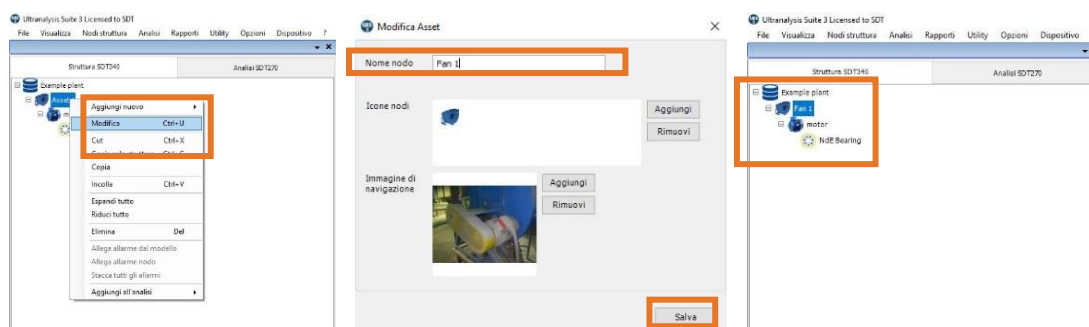 Ultranalysis Suite 3 Licensed to SDT
File Visualizza Nodi struttura Analisi Rapporti Utility Opzioni Dispositivo ?
Struttura SDT340 Analisi SDT270
Example plant
Asset
Aggiungi nuovo
Modifica Ctrl+U
Cut Ctrl+X
Copia
Incolla Ctrl+V
Espandi tutto
Riduci tutto
Elimina Del
Allega allarme dal modello
Allega allarme nodo
Stacca tutti gli allarmi
Aggiungi all'analisi
Modifica Asset
Nome nodo Fan 1
Icone nodi
Aggiungi
Rimuovi
Immagine di navigazione
Aggiungi
Rimuovi
Salva
Ultranalysis Suite 3 Licensed to SDT
File Visualizza Nodi struttura Analisi Rapporti Utility Opzioni Dispositivo
Struttura SDT340 Analisi SDT270
Example plant
Fan 1
motor
NdE Bearing